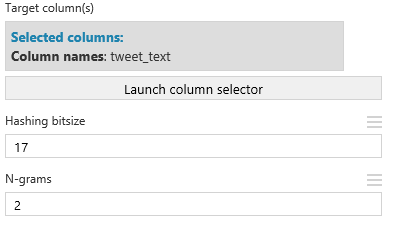 Target column(s)
Selected columns:
Column names: tweet_text
Launch column selector
Hashing bitsize
17
N-grams
2